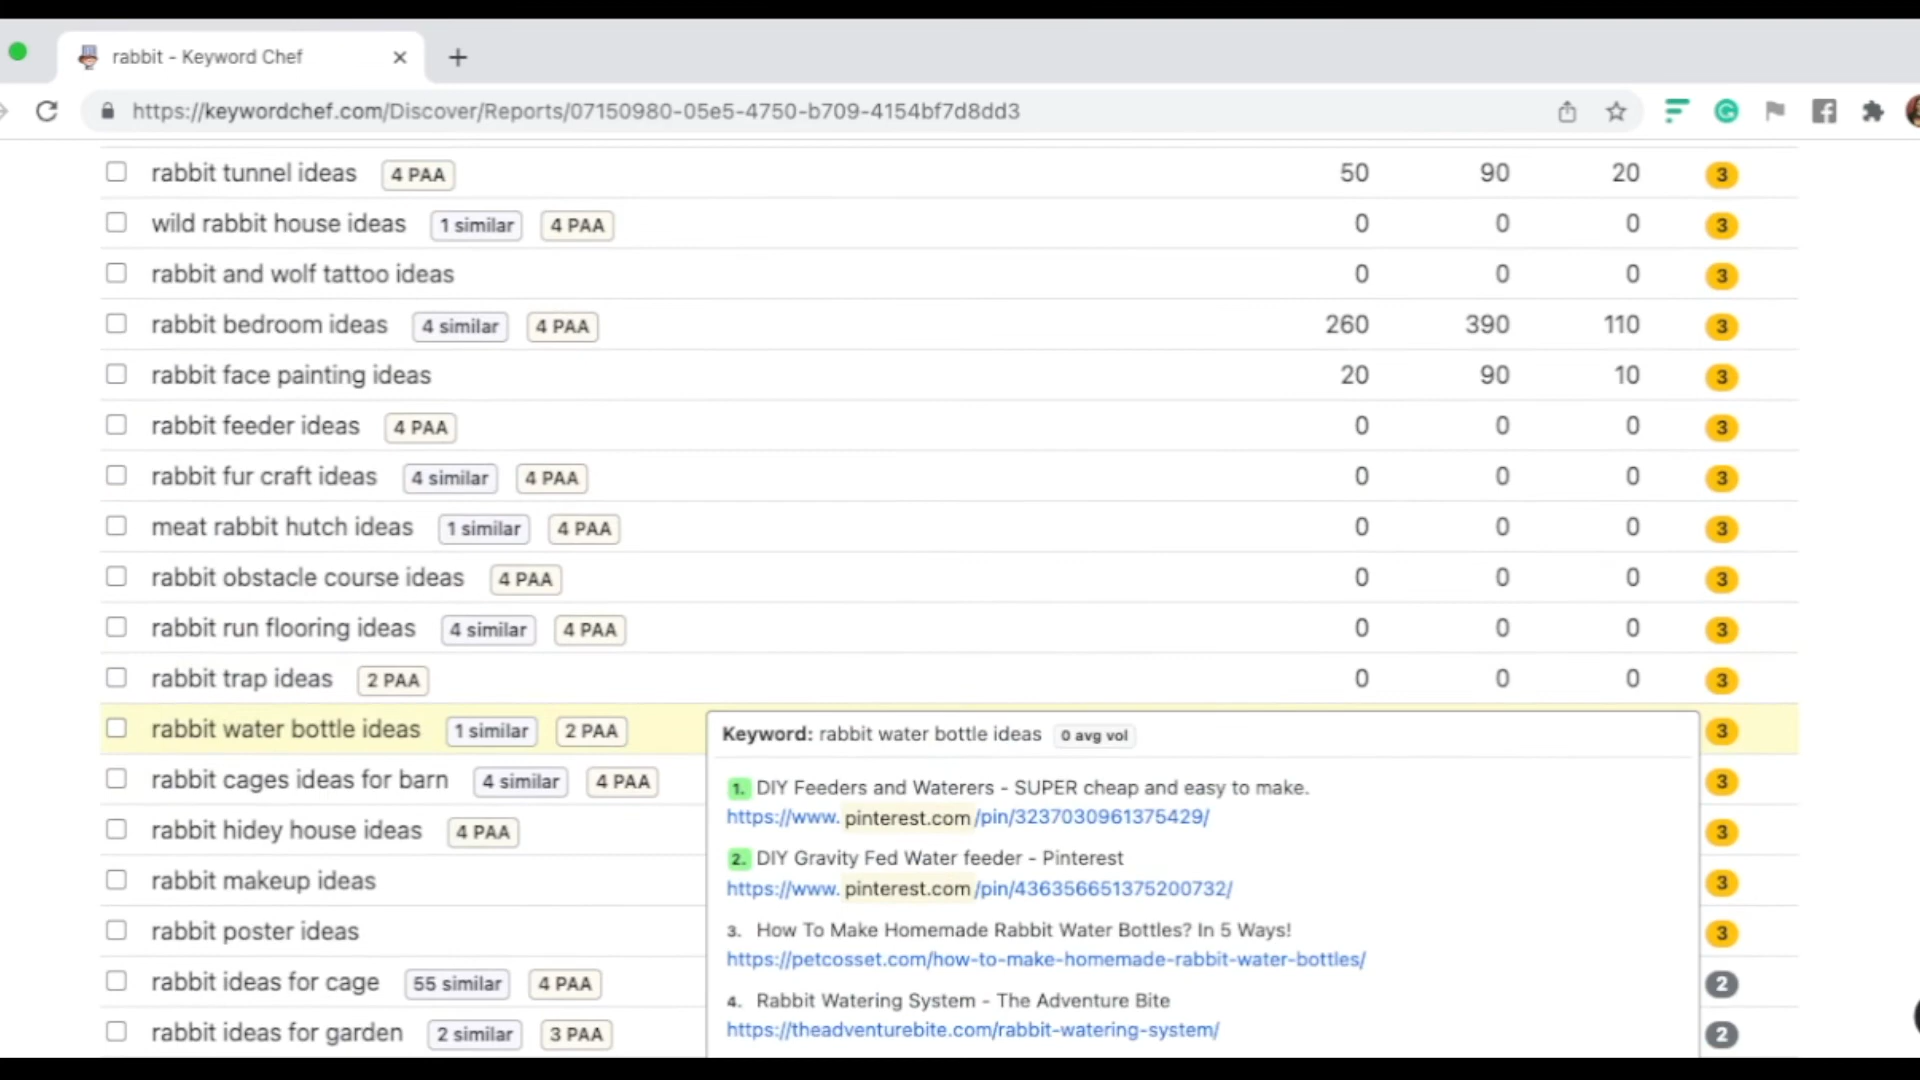 rabbit - Keyword Chef
https://keywordchef.com/Discover/Reports/07150980-05e5-4750-b709-4154bf7d8dd3
rabbit tunnel ideas 4 PAA 50 90 20 3
wild rabbit house ideas 1 similar 4 PAA 0 0 0 3
rabbit and wolf tattoo ideas 0 0 0 3
rabbit bedroom ideas 4 similar 4 PAA 260 390 110 3
rabbit face painting ideas 20 90 10 3
rabbit feeder ideas 4 PAA 0 0 0 3
rabbit fur craft ideas 4 similar 4 PAA 0 0 0 3
meat rabbit hutch ideas 1 similar 4 PAA 0 0 0 3
rabbit obstacle course ideas 4 PAA 0 0 0 3
rabbit run flooring ideas 4 similar 4 PAA 0 0 0 3
rabbit trap ideas 2 PAA 0 0 0 3
rabbit water bottle ideas 1 similar 2 PAA 3
rabbit cages ideas for barn 4 similar 4 PAA 3
rabbit hidey house ideas 4 PAA 3
rabbit makeup ideas 3
rabbit poster ideas 3
rabbit ideas for cage 55 similar 4 PAA 2
rabbit ideas for garden 2 similar 3 PAA 2
Keyword: rabbit water bottle ideas 0 avg vol
1. DIY Feeders and Waterers - SUPER cheap and easy to make.
https://www.pinterest.com/pin/3237030961375429/
2. DIY Gravity Fed Water feeder - Pinterest
https://www.pinterest.com/pin/436356651375200732/
3. How To Make Homemade Rabbit Water Bottles? In 5 Ways!
https://petcosset.com/how-to-make-homemade-rabbit-water-bottles/
4. Rabbit Watering System - The Adventure Bite
https://theadventurebite.com/rabbit-watering-system/